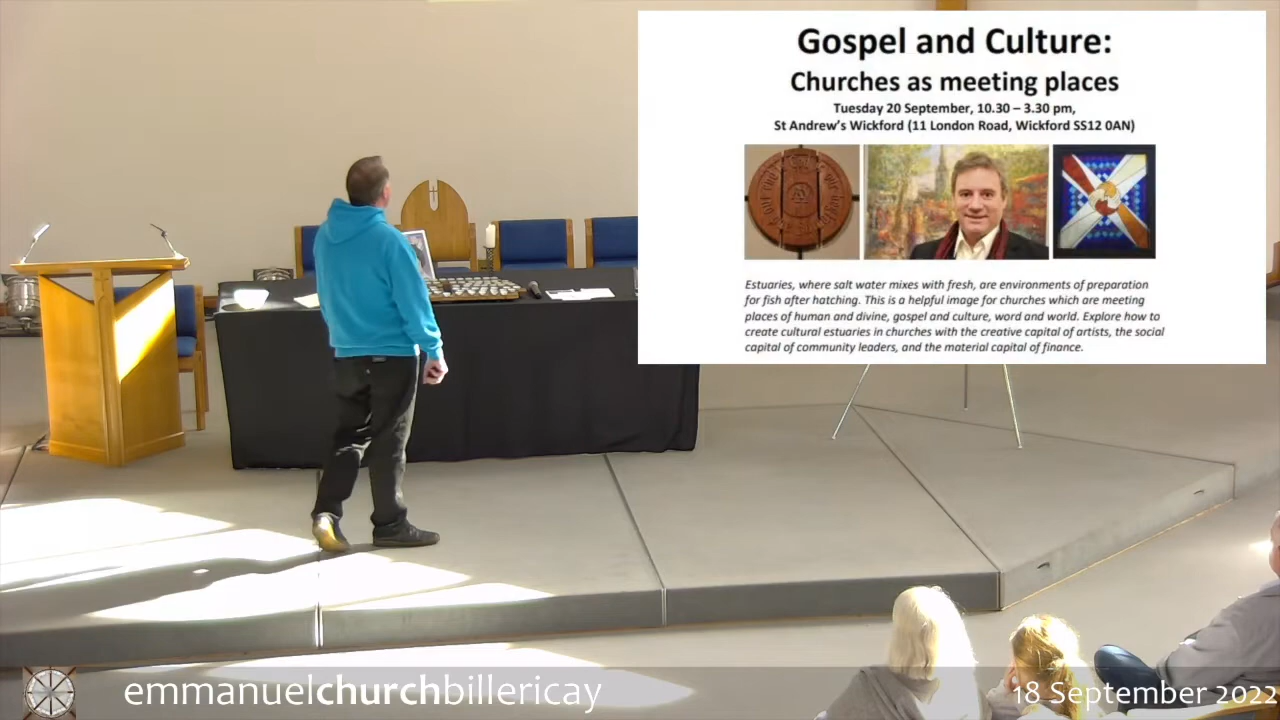 Gospel and Culture:
Churches as meeting places
Tuesday 20 September, 10.30 – 3.30 pm,
St Andrew’s Wickford (11 London Road, Wickford SS12 0AN)
Estuaries, where salt water mixes with fresh, are environments of preparation
for fish after hatching. This is a helpful image for churches which are meeting
places of human and divine, gospel and culture, word and world. Explore how to
create cultural estuaries in churches with the creative capital of artists, the social
capital of community leaders, and the material capital of finance.
emmanuelchurchbillericay
18 September 2022